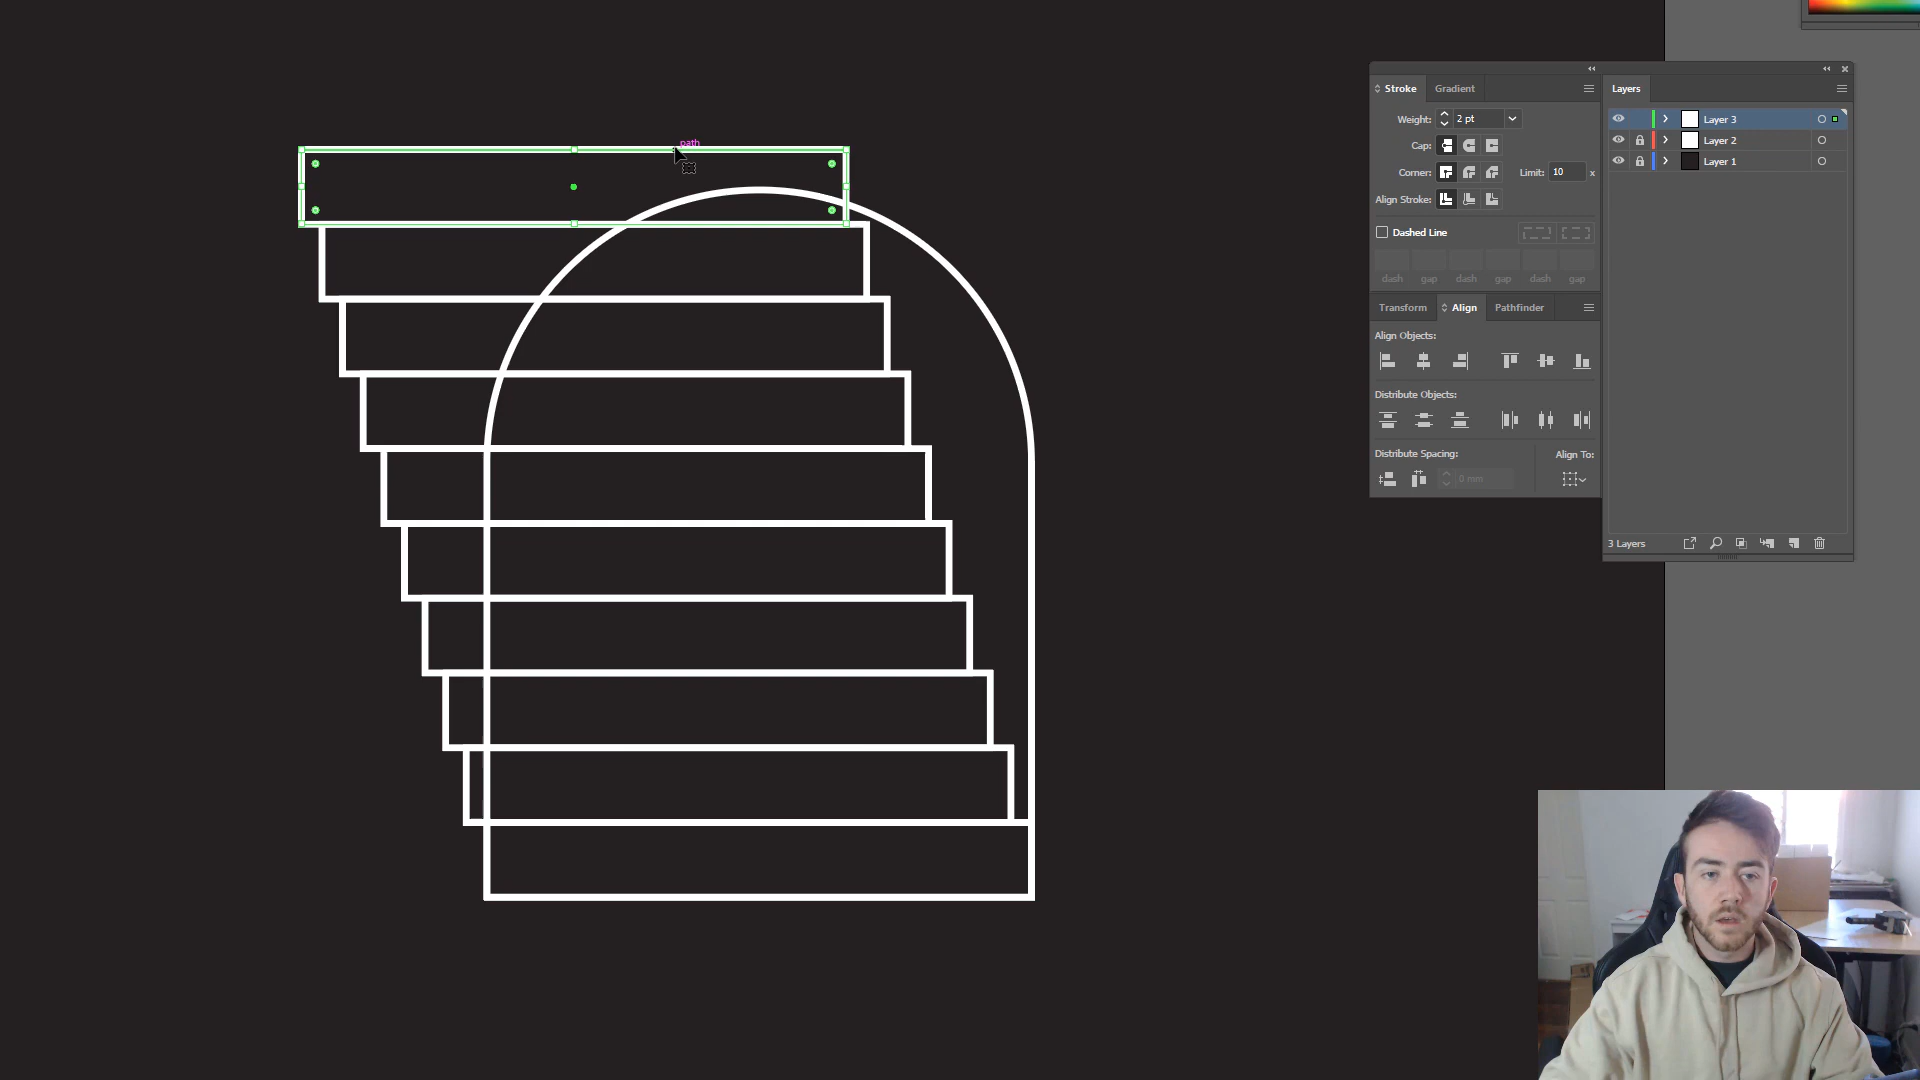 path
Stroke
Gradient
Layers
Weight:
2 pt
Layer 3
Cap:
Layer 2
Layer 1
Corner:
Limit:
10
x
Align Stroke:
Dashed Line
dash
gap
dash
gap
dash
gap
Transform
Align
Pathfinder
Align Objects:
Distribute Objects:
Distribute Spacing:
Align To:
0 mm
3 Layers